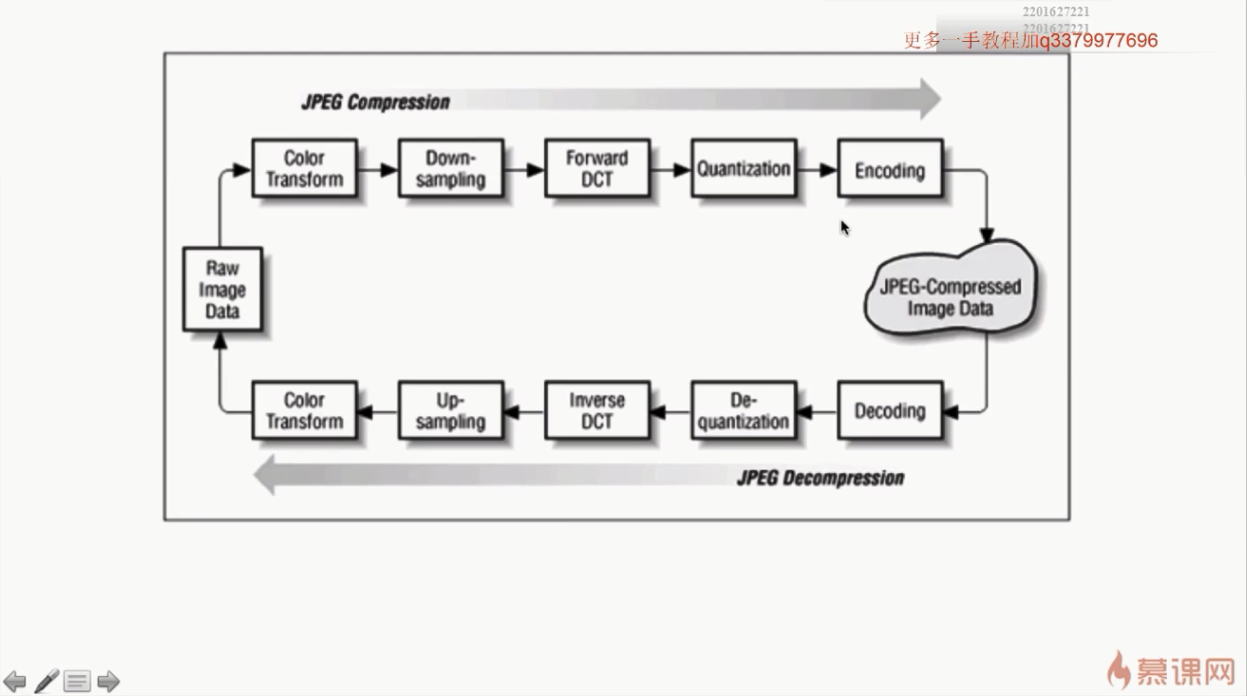 2201627221
2201627221
更多一手教程加q3379977696
JPEG Compression
Color
Transform
Down-
sampling
Forward
DCT
Quantization
Encoding
Raw
Image
Data
JPEG-Compressed
Image Data
Color
Transform
Up-
sampling
Inverse
DCT
De-
quantization
Decoding
JPEG Decompression
慕课网